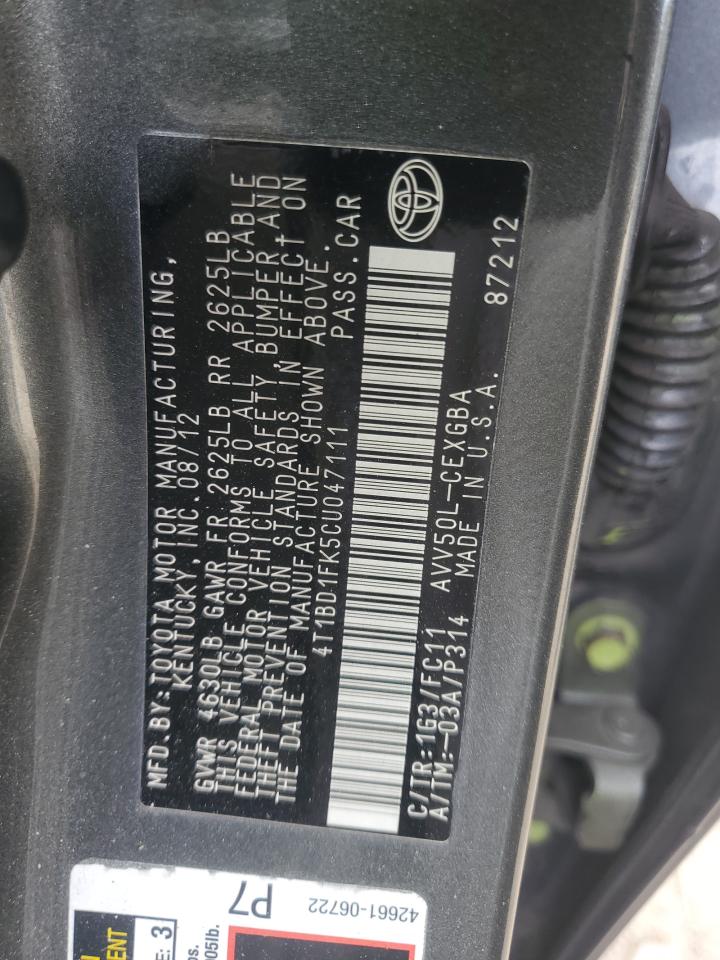 MFD.BY:TOYOTA MOTOR MANUFACTURING,
KENTUCKY, INC. 08/12
GVWR 4630LB GAWR FR 2625LB RR 2625LB
THIS VEHICLE CONFORMS TO ALL APPLICABLE
FEDERAL MOTOR VEHICLE SAFETY, BUMPER AND
THEFT PREVENTION STANDARDS IN EFFECT ON
THE DATE OF MANUFACTURE SHOWN ABOVE.
4T1BD1FK5CU047111 PASS.CAR
C/TR:1G3/FC11 AVV50L-CEXGBA
A/TM:-03A/P314 MADE IN U.S.A. 87212
3
P7
42661-06722